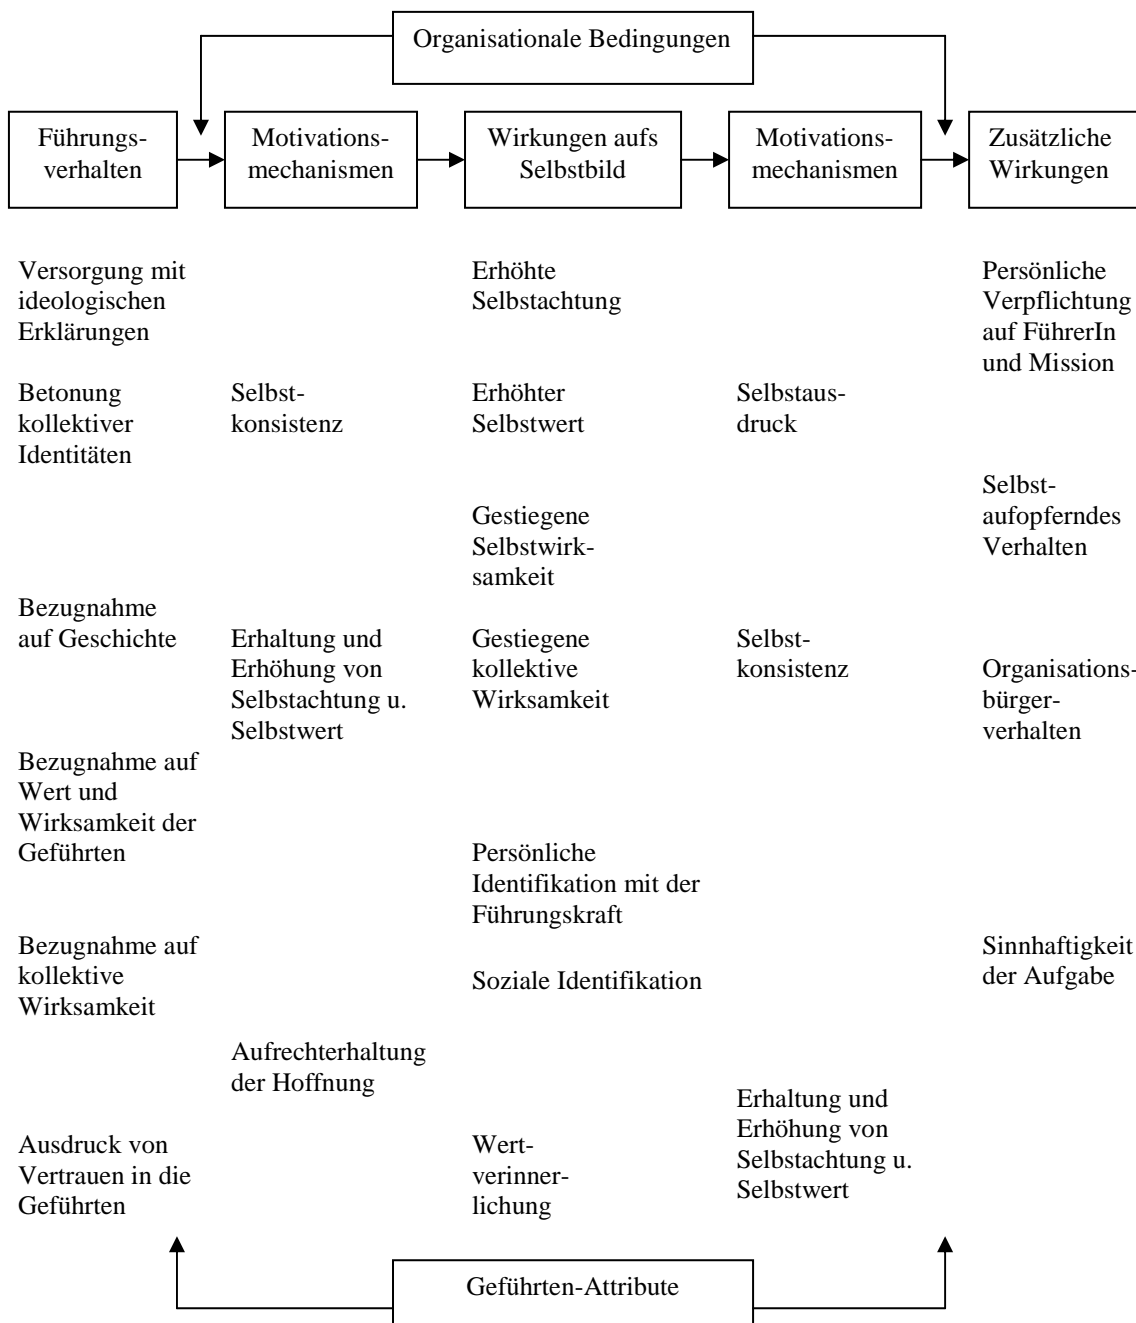 Organisationale Bedingungen
Führungs-
verhalten
Motivations-
mechanismen
Wirkungen aufs
Selbstbild
Motivations-
mechanismen
Zusätzliche
Wirkungen
Versorgung mit
ideologischen
Erklärungen
Betonung
kollektiver
Identitäten
Bezugnahme
auf Geschichte
Bezugnahme auf
Wert und
Wirksamkeit der
Geführten
Bezugnahme auf
kollektive
Wirksamkeit
Ausdruck von
Vertrauen in die
Geführten
Selbst-
konsistenz
Erhaltung und
Erhöhung von
Selbstachtung u.
Selbstwert
Aufrechterhaltung
der Hoffnung
Erhöhte
Selbstachtung
Erhöhter
Selbstwert
Gestiegene
Selbstwirk-
samkeit
Gestiegene
kollektive
Wirksamkeit
Persönliche
Identifikation mit der
Führungskraft
Soziale Identifikation
Wert-
verinner-
lichung
Selbstaus-
druck
Selbst-
konsistenz
Erhaltung und
Erhöhung von
Selbstachtung u.
Selbstwert
Persönliche
Verpflichtung
auf FührerIn
und Mission
Selbst-
aufopferndes
Verhalten
Organisations-
bürger-
verhalten
Sinnhaftigkeit
der Aufgabe
Geführten-Attribute